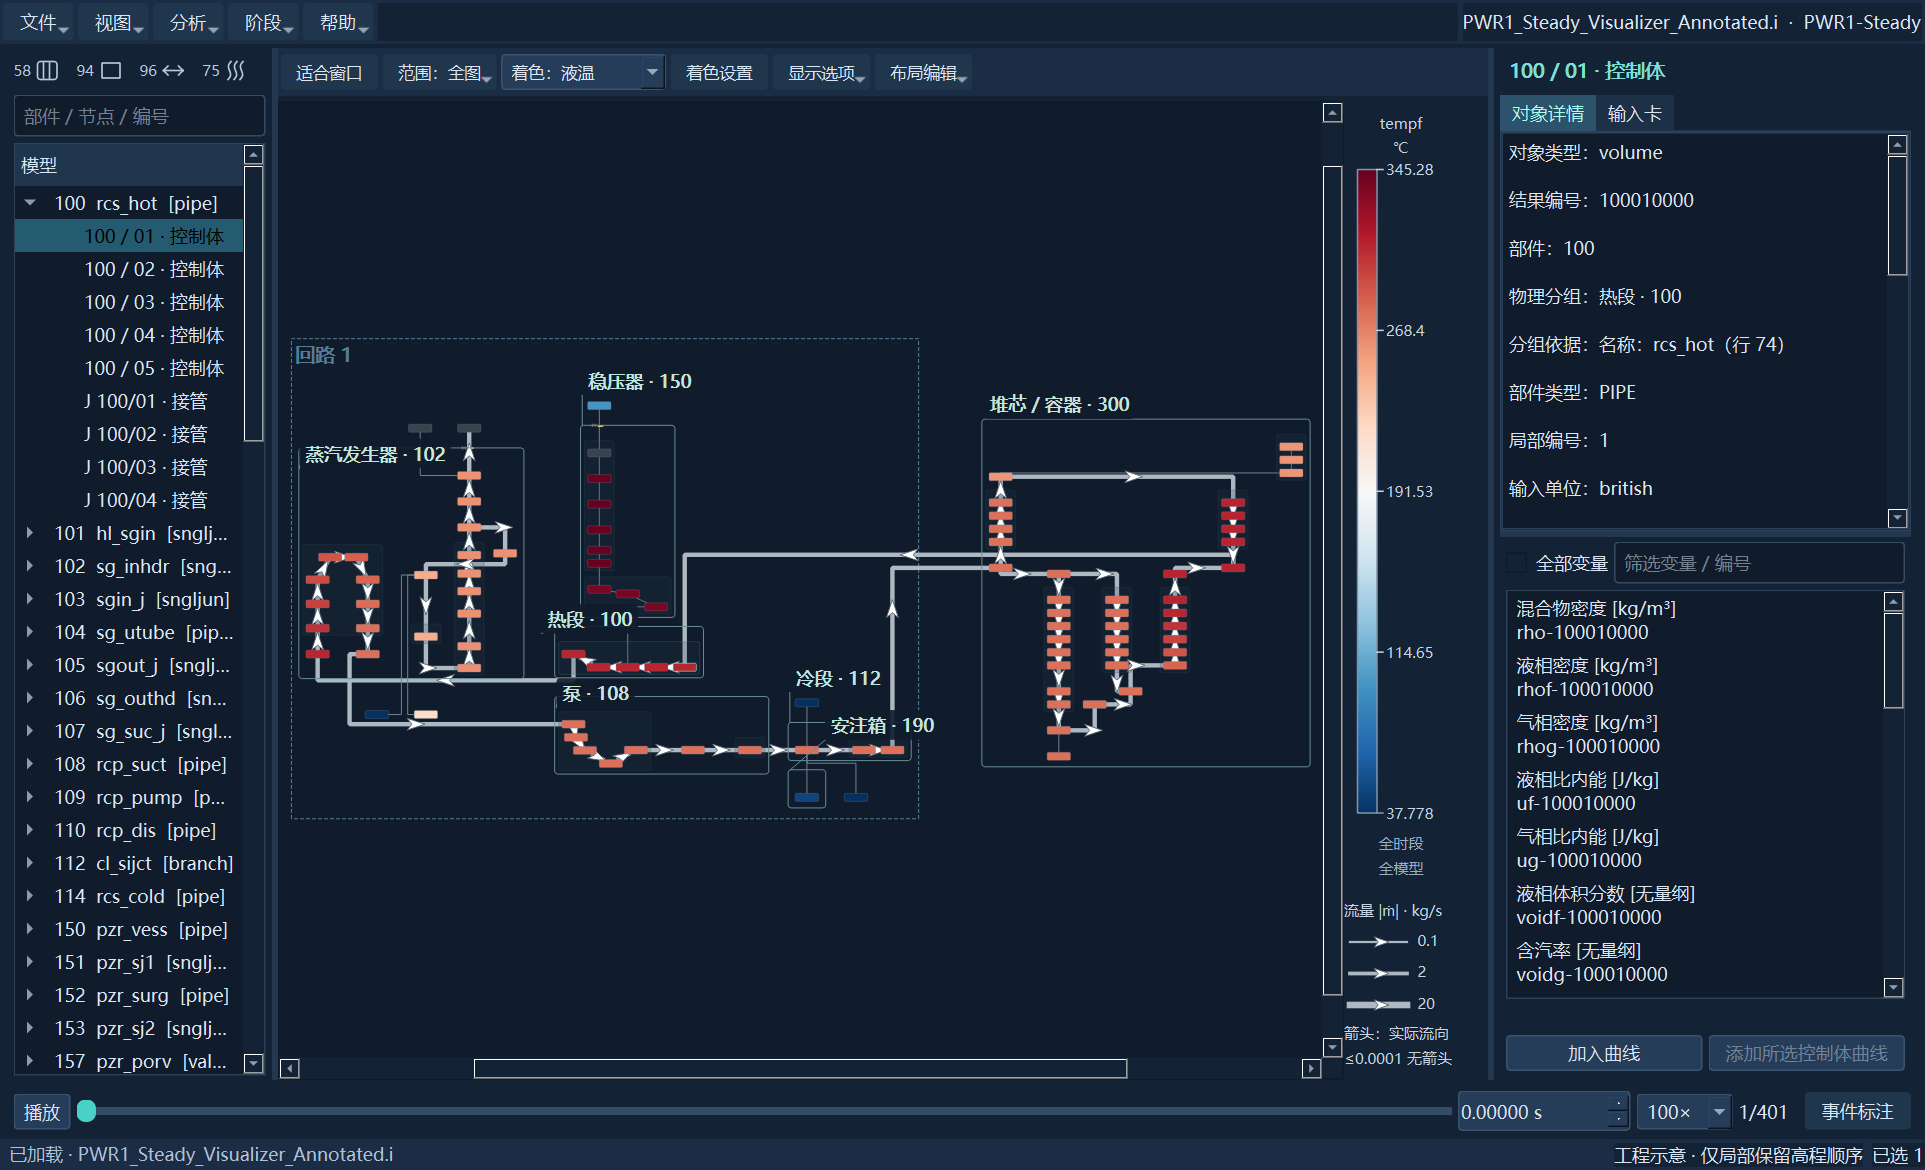 文件 视图 分析 阶段 帮助 PWR1_Steady_Visualizer_Annotated.i · PWR1-Steady
58 94 96 75
适合窗口 范围：全图 着色：液温 着色设置 显示选项 布局编辑
部件 / 节点 / 编号
模型
100 rcs_hot [pipe]
100 / 01 · 控制体
100 / 02 · 控制体
100 / 03 · 控制体
100 / 04 · 控制体
100 / 05 · 控制体
J 100/01 · 接管
J 100/02 · 接管
J 100/03 · 接管
J 100/04 · 接管
101 hl_sgin [snglj...
102 sg_inhdr [sng...
103 sgin_j [sngljun]
104 sg_utube [pip...
105 sgout_j [snglj...
106 sg_outhd [sn...
107 sg_suc_j [sngl...
108 rcp_suct [pipe]
109 rcp_pump [p...
110 rcp_dis [pipe]
112 cl_sijct [branch]
114 rcs_cold [pipe]
150 pzr_vess [pipe]
151 pzr_sj1 [snglj...
152 pzr_surg [pipe]
153 pzr_sj2 [snglj...
157 pzr_porv [val...
回路 1
稳压器 · 150
蒸汽发生器 · 102
热段 · 100
泵 · 108
冷段 · 112
安注箱 · 190
堆芯 / 容器 · 300
tempf
℃
345.28
268.4
191.53
114.65
37.778
全时段
全模型
流量 |ṁ| · kg/s
0.1
2
20
箭头：实际流向
≤0.0001 无箭头
100 / 01 · 控制体
对象详情 输入卡
对象类型：volume
结果编号：100010000
部件：100
物理分组：热段 · 100
分组依据：名称：rcs_hot（行 74）
部件类型：PIPE
局部编号：1
输入单位：british
全部变量 筛选变量 / 编号
混合物密度 [kg/m³]
rho-100010000
液相密度 [kg/m³]
rhof-100010000
气相密度 [kg/m³]
rhog-100010000
液相比内能 [J/kg]
uf-100010000
气相比内能 [J/kg]
ug-100010000
液相体积分数 [无量纲]
voidf-100010000
含汽率 [无量纲]
voidg-100010000
加入曲线 添加所选控制体曲线
播放 0.00000 s 100× 1/401 事件标注
已加载 · PWR1_Steady_Visualizer_Annotated.i 工程示意 · 仅局部保留高程顺序 已选 1